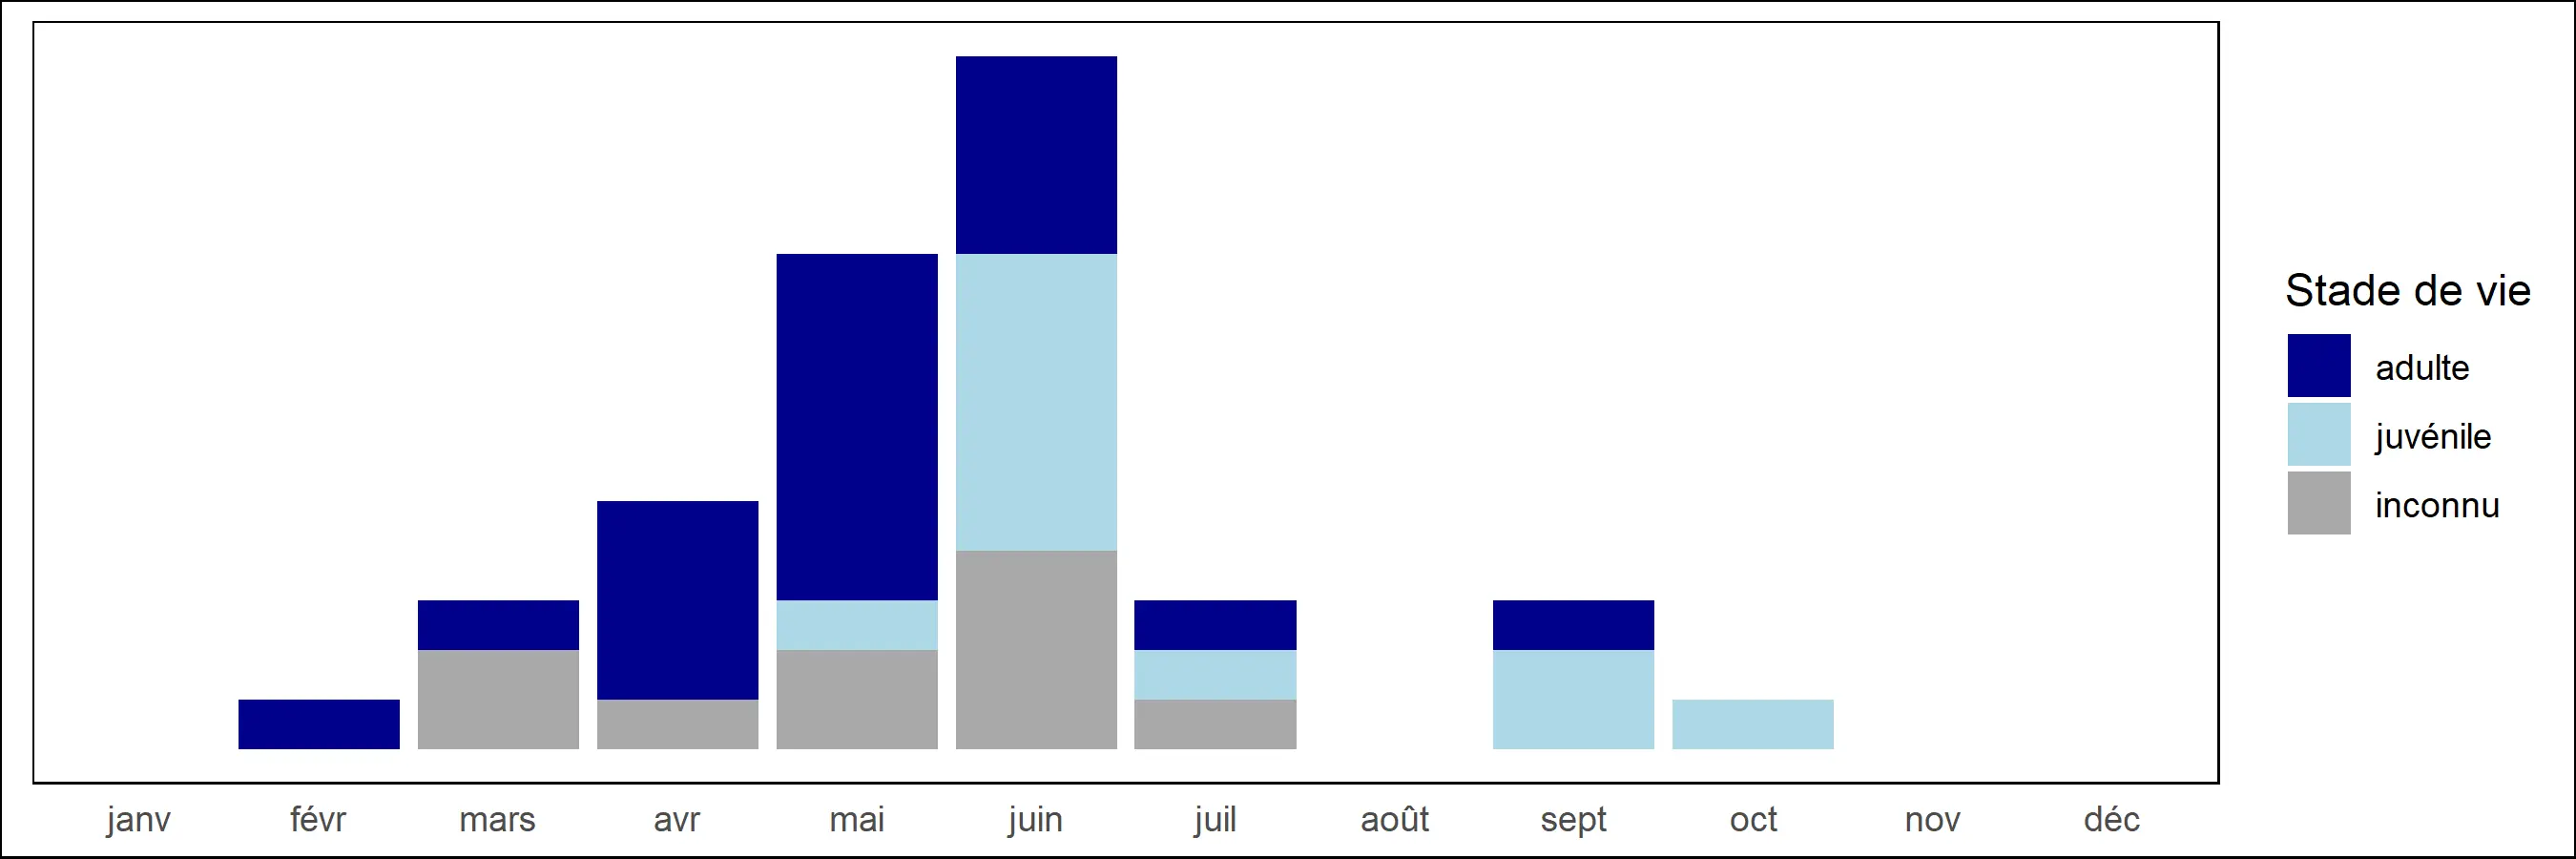 Stade de vie
adulte
juvénile
inconnu
janv févr mars avr mai juin juil août sept oct nov déc